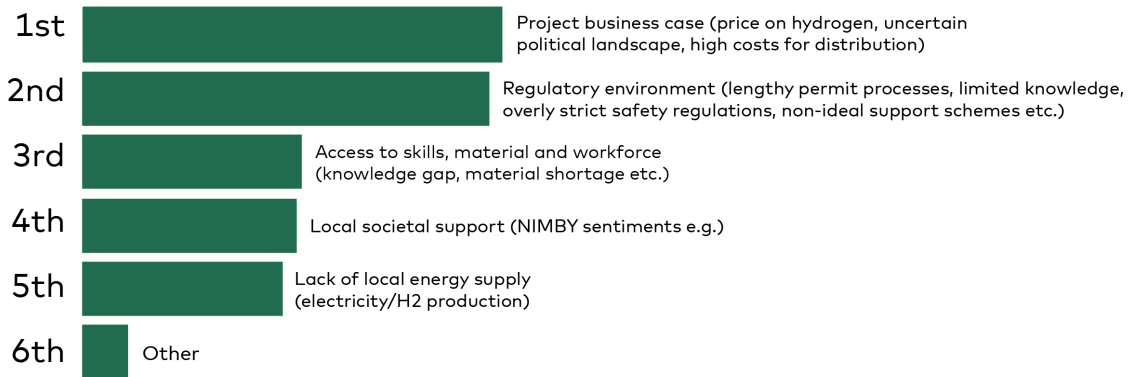 1st
Project business case (price on hydrogen, uncertain
political landscape, high costs for distribution)
2nd
Regulatory environment (lengthy permit processes, limited knowledge,
overly strict safety regulations, non-ideal support schemes etc.)
3rd
Access to skills, material and workforce
(knowledge gap, material shortage etc.)
4th
Local societal support (NIMBY sentiments e.g.)
5th
Lack of local energy supply
(electricity/H2 production)
6th
Other